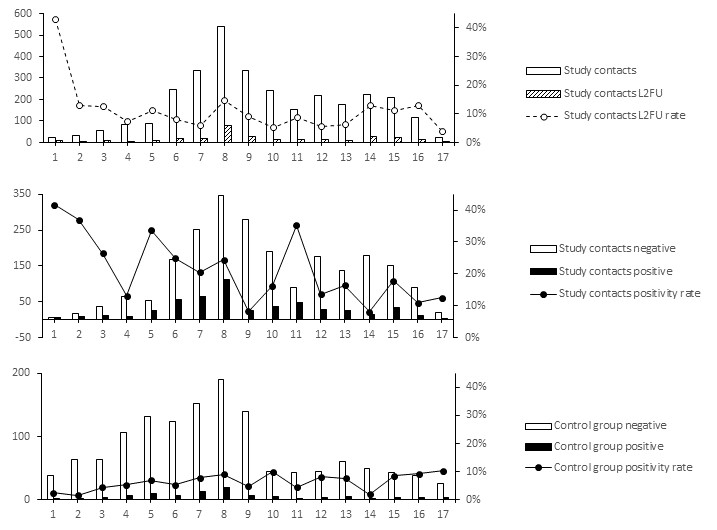 600
500
400
300
200
100
0
40%
30%
20%
10%
0%
1 2 3 4 5 6 7 8 9 10 11 12 13 14 15 16 17
Study contacts
Study contacts L2FU
Study contacts L2FU rate
350
250
150
50
-50
40%
30%
20%
10%
0%
1 2 3 4 5 6 7 8 9 10 11 12 13 14 15 16 17
Study contacts negative
Study contacts positive
Study contacts positivity rate
200
100
0
40%
30%
20%
10%
0%
1 2 3 4 5 6 7 8 9 10 11 12 13 14 15 16 17
Control group negative
Control group positive
Control group positivity rate